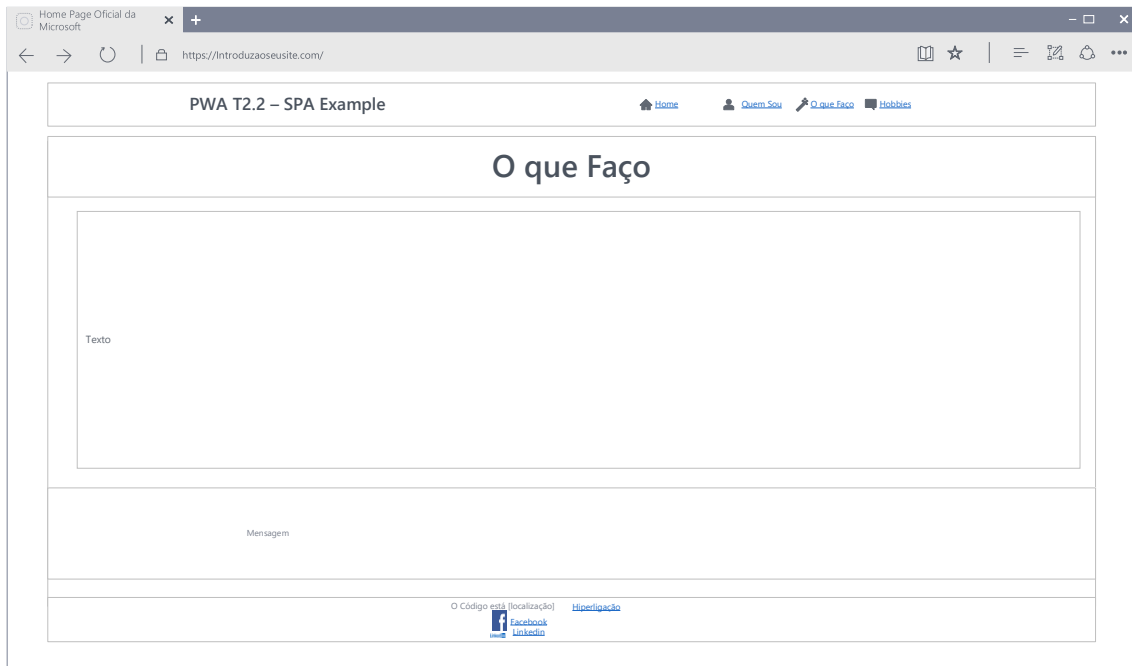 Home Page Oficial da
Microsoft
https://Introduzaoseusite.com/
PWA T2.2 – SPA Example
Home
Quem Sou
O que Faço
Hobbies
O que Faço
Texto
Mensagem
O Código está [localização]
Hiperligação
Facebook
Linkedin